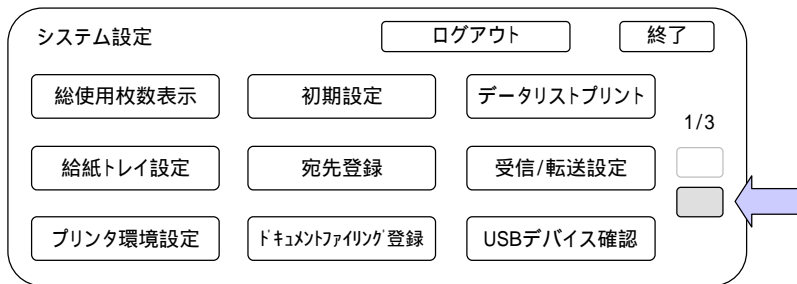 システム設定 ログアウト 終了
総使用枚数表示 初期設定 データリストプリント
1/3
給紙トレイ設定 宛先登録 受信/転送設定
プリンタ環境設定 ドキュメントファイリング登録 USBデバイス確認